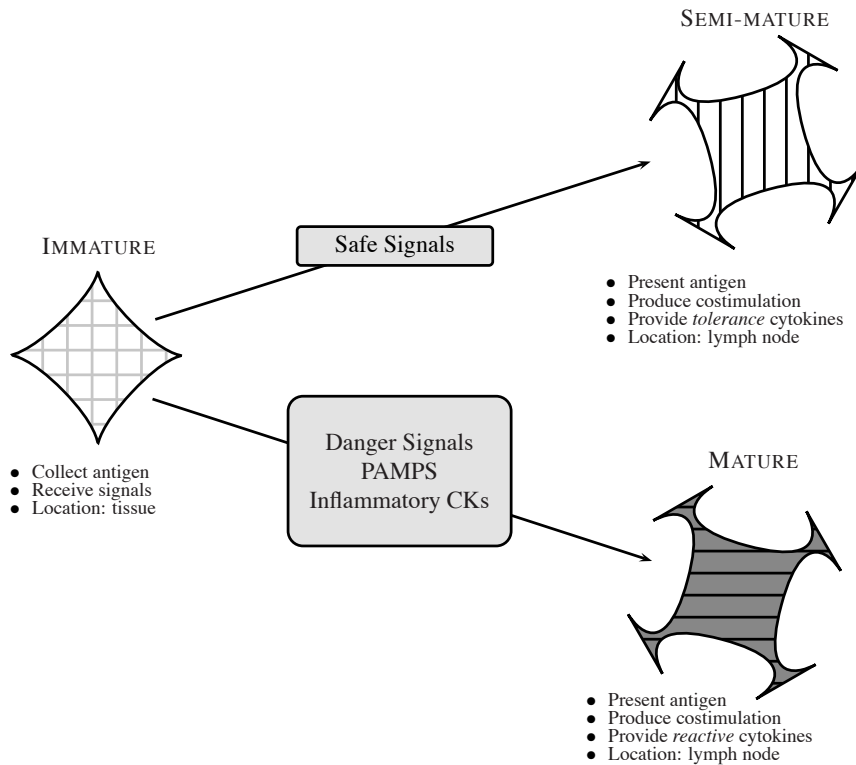 SEMI-MATURE
Safe Signals
IMMATURE
● Present antigen
● Produce costimulation
● Provide tolerance cytokines
● Location: lymph node
Danger Signals
PAMPS
Inflammatory CKs
● Collect antigen
● Receive signals
● Location: tissue
MATURE
● Present antigen
● Produce costimulation
● Provide reactive cytokines
● Location: lymph node